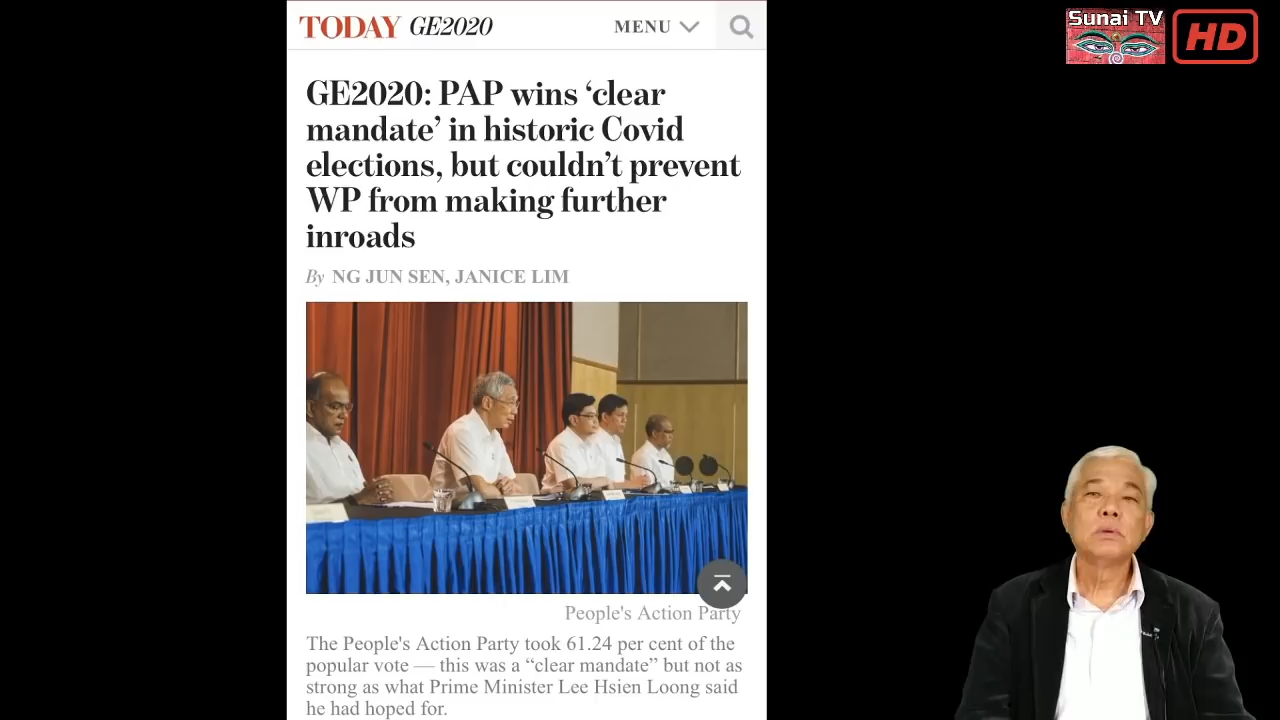 TODAY GE2020
MENU
Sunai TV
HD
GE2020: PAP wins ‘clear
mandate’ in historic Covid
elections, but couldn’t prevent
WP from making further
inroads
By NG JUN SEN, JANICE LIM
People's Action Party
The People's Action Party took 61.24 per cent of the
popular vote — this was a “clear mandate” but not as
strong as what Prime Minister Lee Hsien Loong said
he had hoped for.